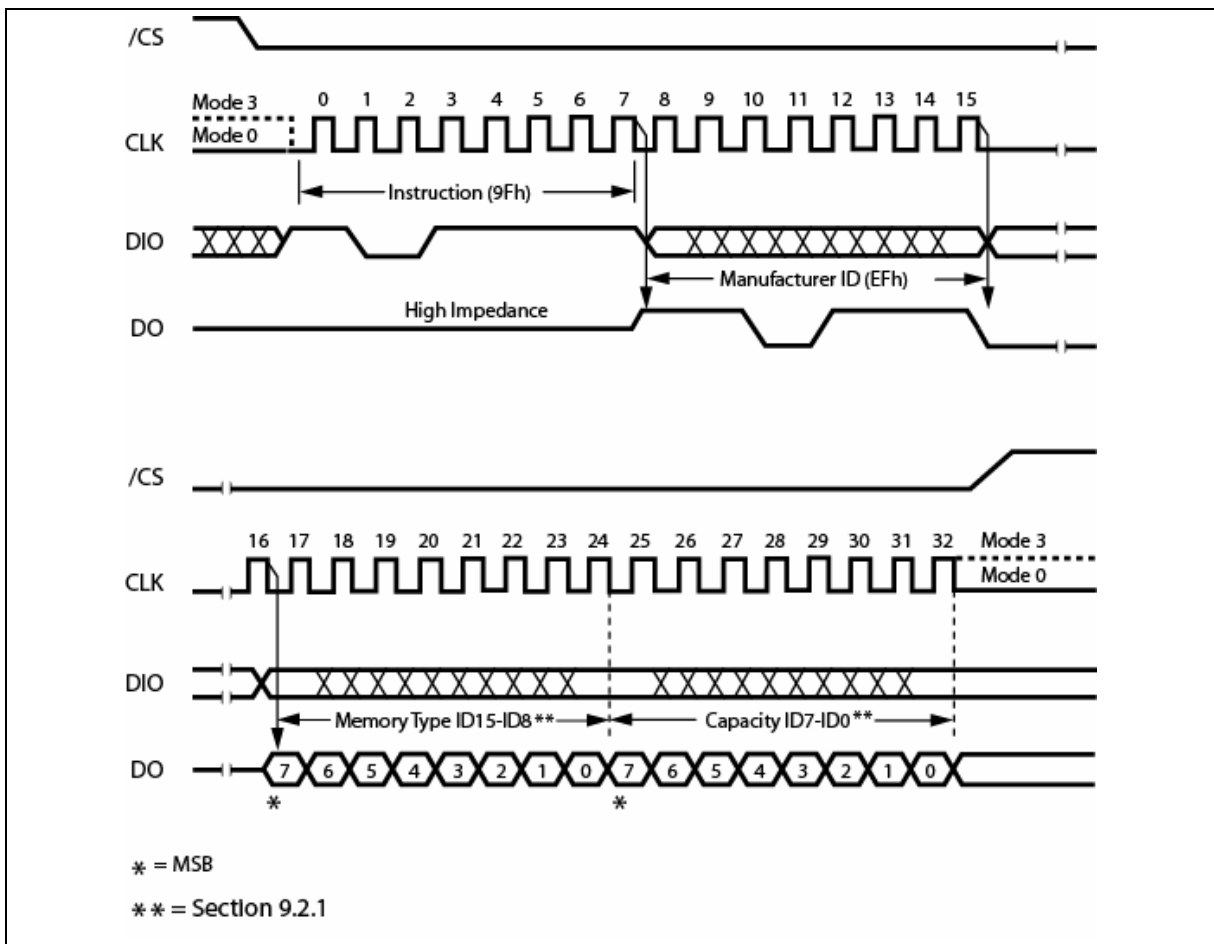 /CS
Mode 3
0 1 2 3 4 5 6 7 8 9 10 11 12 13 14 15
Mode 0
CLK
Instruction (9Fh)
DIO
Manufacturer ID (EFh)
High Impedance
DO
/CS
16 17 18 19 20 21 22 23 24 25 26 27 28 29 30 31 32 Mode 3
CLK Mode 0
DIO
Memory Type ID15-ID8** Capacity ID7-ID0**
DO 7 6 5 4 3 2 1 0 7 6 5 4 3 2 1 0
* *
* = MSB
** = Section 9.2.1